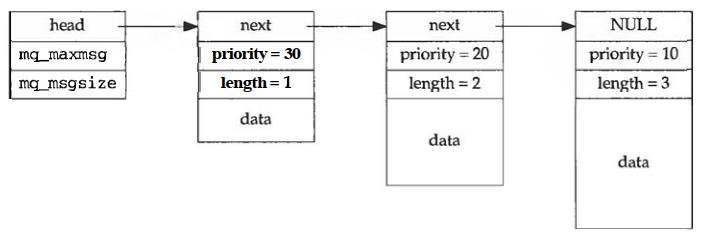 head
mq_maxmsg
mq_msgsize
next
priority = 30
length = 1
data
next
priority = 20
length = 2
data
NULL
priority = 10
length = 3
data